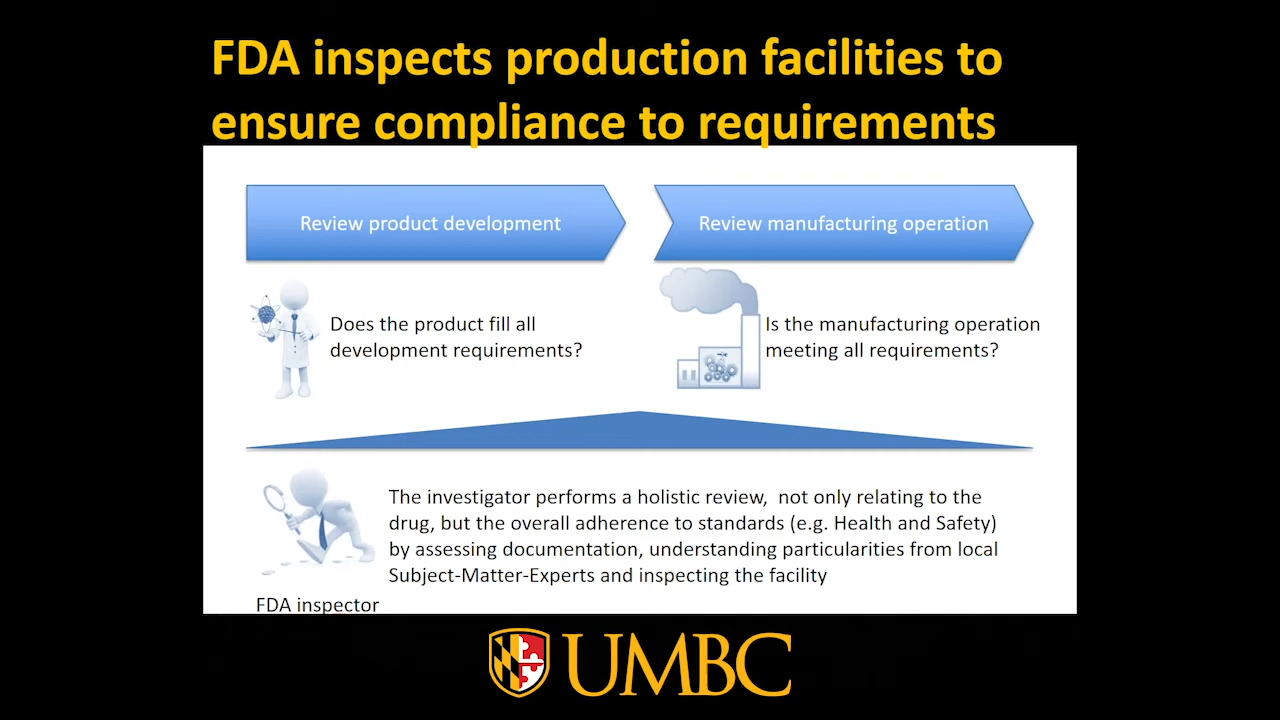 FDA inspects production facilities to
ensure compliance to requirements
Review product development
Review manufacturing operation
Does the product fill all
development requirements?
Is the manufacturing operation
meeting all requirements?
The investigator performs a holistic review,  not only relating to the
drug, but the overall adherence to standards (e.g. Health and Safety)
by assessing documentation, understanding particularities from local
Subject-Matter-Experts and inspecting the facility
FDA inspector
UMBC